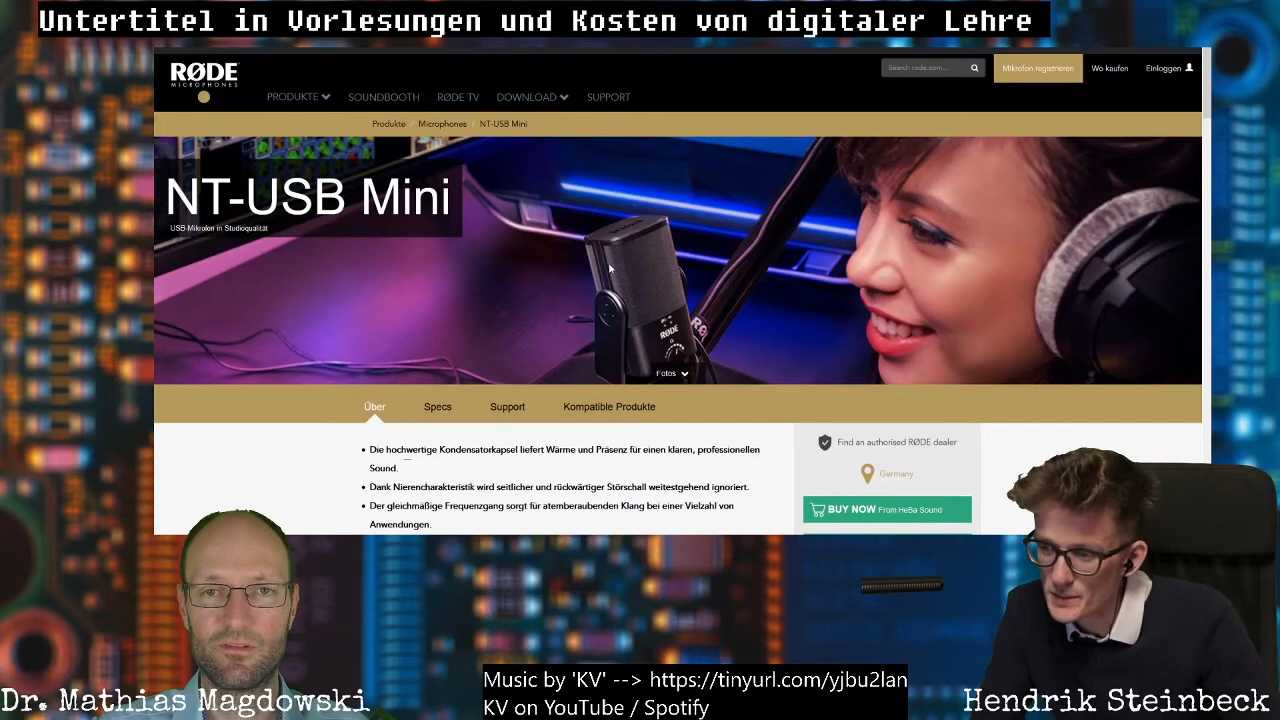 Untertitel in Vorlesungen und Kosten von digitaler Lehre
RØDE
MICROPHONES
Search rode.com...
Mikrofon registrieren
Wo kaufen
Einloggen
PRODUKTE
SOUNDBOOTH
RØDE TV
DOWNLOAD
SUPPORT
Produkte / Microphones / NT-USB Mini
NT-USB Mini
USB-Mikrofon in Studioqualität
RØDE
Fotos
Über
Specs
Support
Kompatible Produkte
• Die hochwertige Kondensatorkapsel liefert Wärme und Präsenz für einen klaren, professionellen
Sound.
• Dank Nierencharakteristik wird seitlicher und rückwärtiger Störschall weitestgehend ignoriert.
• Der gleichmäßige Frequenzgang sorgt für atemberaubenden Klang bei einer Vielzahl von
Anwendungen.
Find an authorised RØDE dealer
Germany
BUY NOW From HeBa Sound
Dr. Mathias Magdowski
Music by 'KV' --> https://tinyurl.com/yjbu2lan
KV on YouTube / Spotify
Hendrik Steinbeck